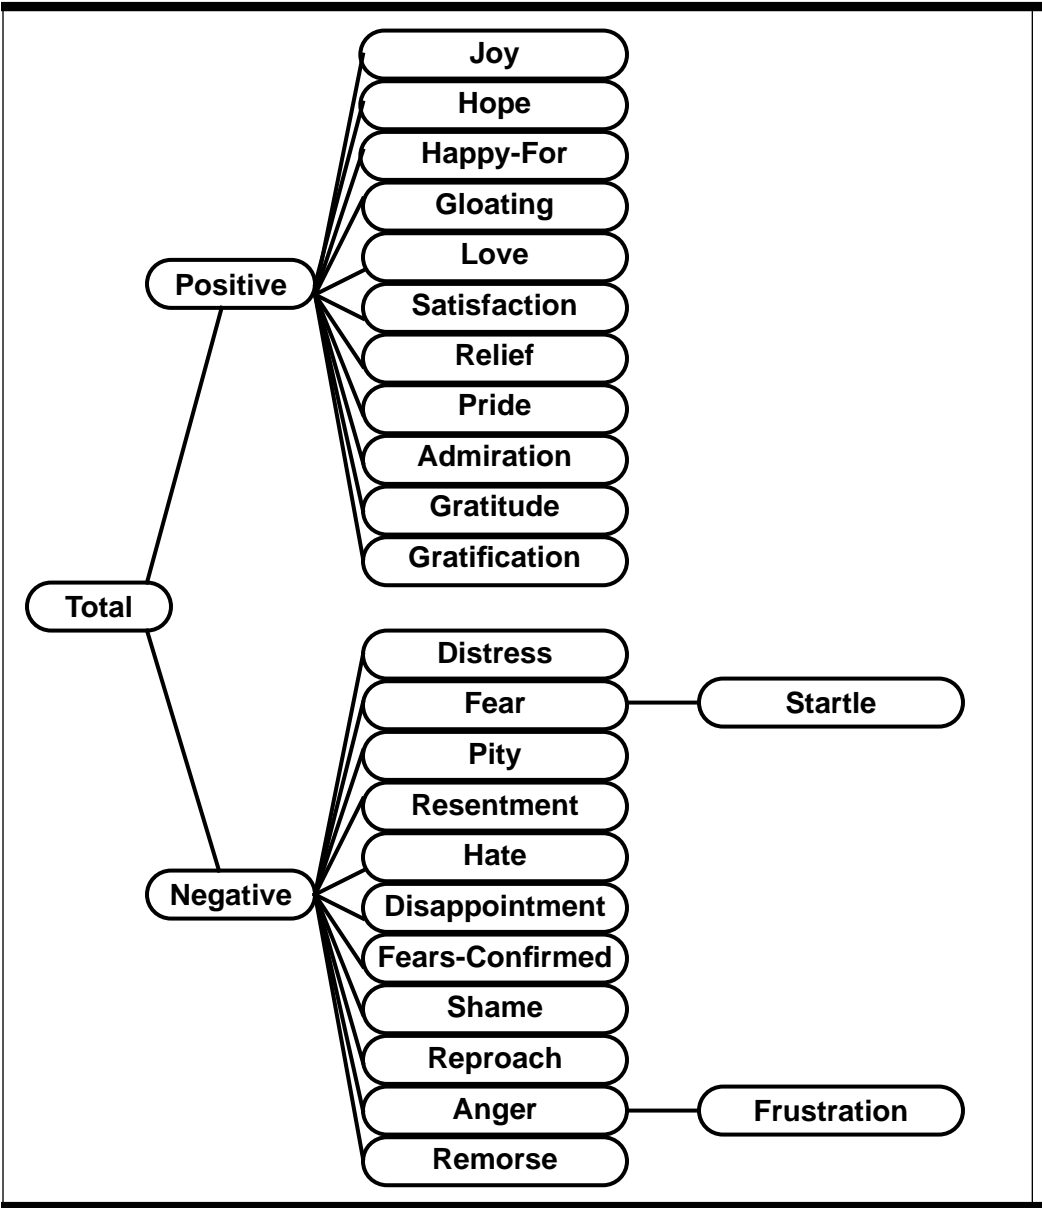 Joy
Hope
Happy-For
Gloating
Love
Positive
Satisfaction
Relief
Pride
Admiration
Gratitude
Gratification
Total
Distress
Fear
Startle
Pity
Resentment
Hate
Negative
Disappointment
Fears-Confirmed
Shame
Reproach
Anger
Frustration
Remorse